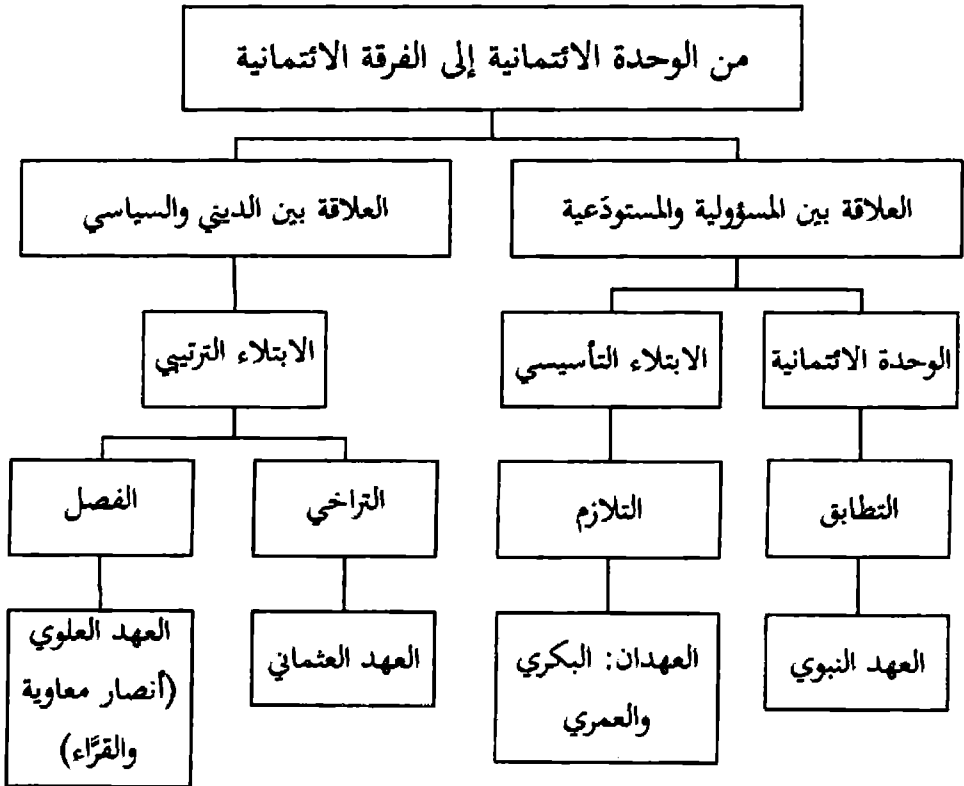 من الوحدة الائتمانية إلى الفرقة الائتمانية
العلاقة بين المسؤولية والمستودَعية
العلاقة بين الديني والسياسي
الوحدة الائتمانية
الابتلاء التأسيسي
الابتلاء الترتيبي
التطابق
التلازم
التراخي
الفصل
العهد النبوي
العهدان: البكري
والعمري
العهد العثماني
العهد العلوي
(أنصار معاوية
والقرَّاء)